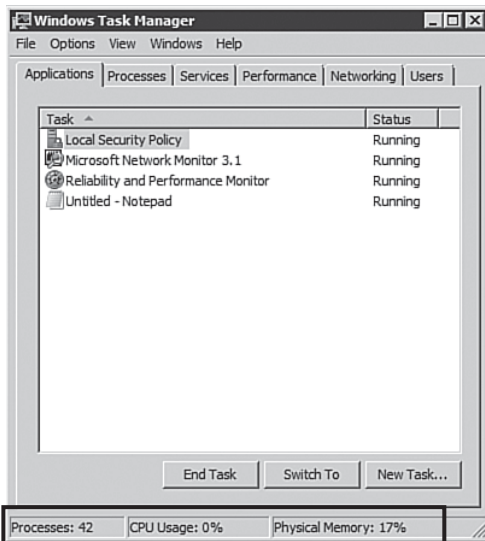 Windows Task Manager
File Options View Windows Help
Applications Processes Services Performance Networking Users
Task Status
Local Security Policy Running
Microsoft Network Monitor 3.1 Running
Reliability and Performance Monitor Running
Untitled - Notepad Running
End Task Switch To New Task...
Processes: 42 CPU Usage: 0% Physical Memory: 17%